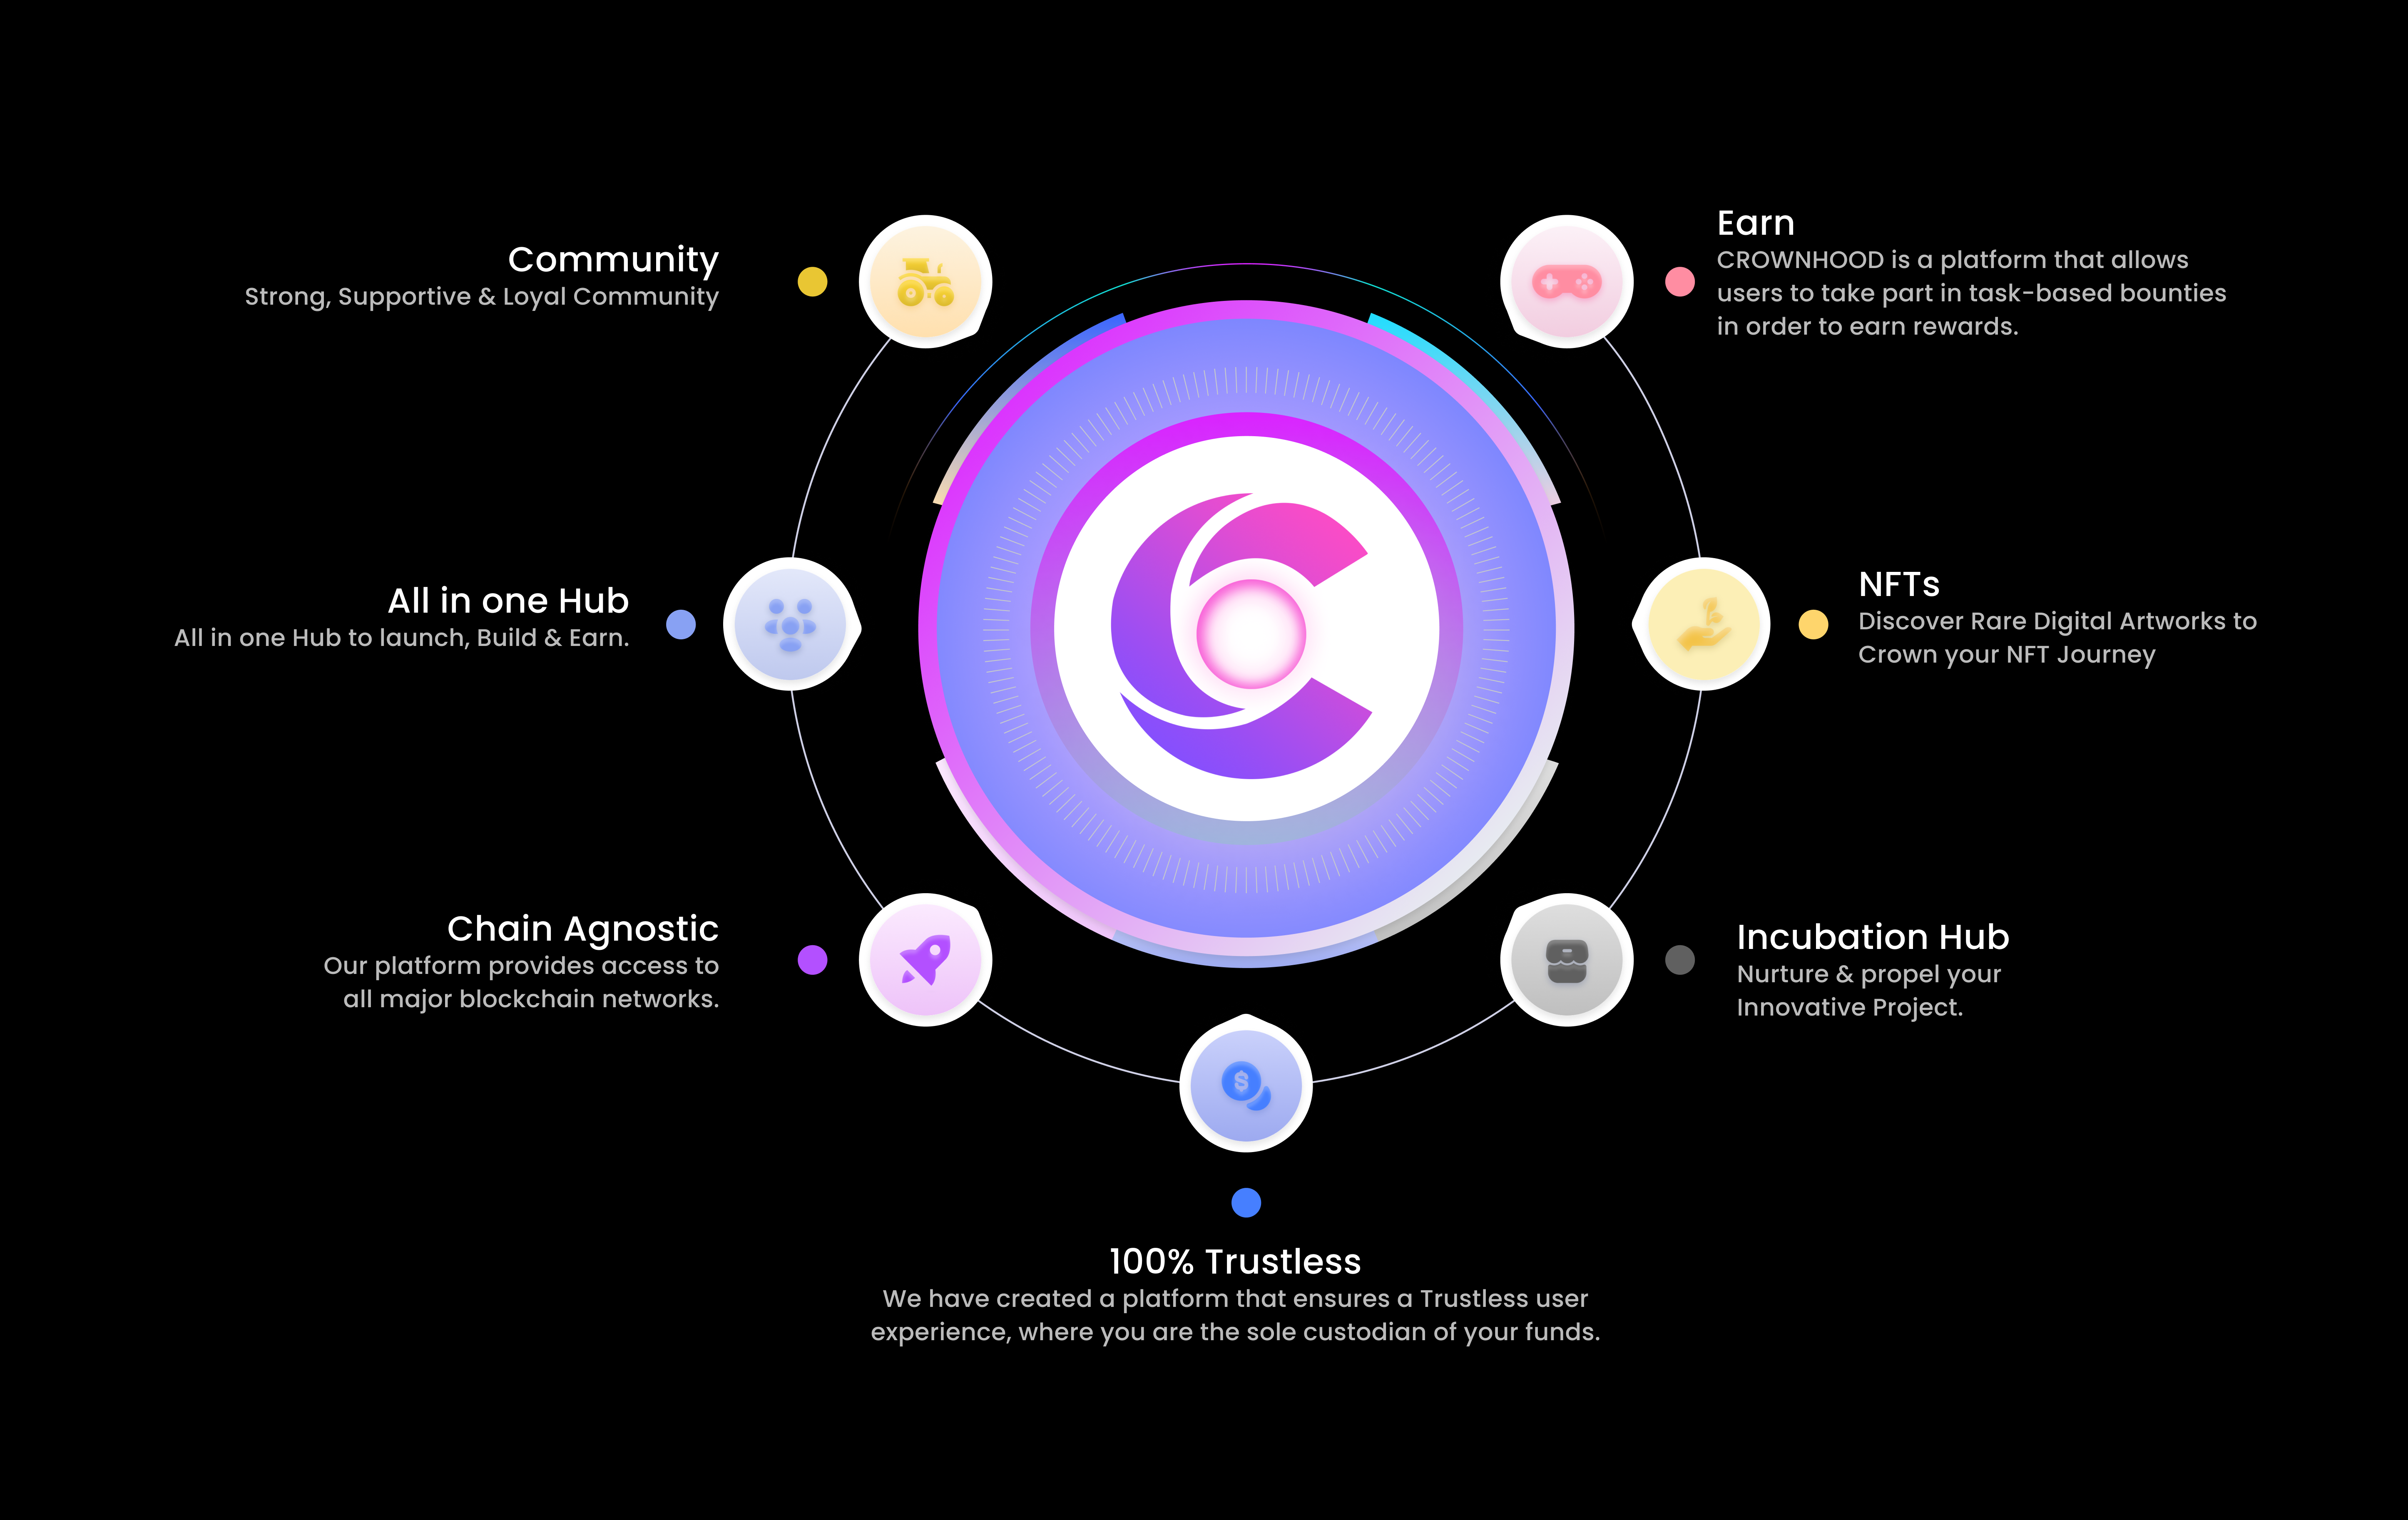 Community
Strong, Supportive & Loyal Community
All in one Hub
All in one Hub to launch, Build & Earn.
Chain Agnostic
Our platform provides access to
all major blockchain networks.
Earn
CROWNHOOD is a platform that allows
users to take part in task-based bounties
in order to earn rewards.
NFTs
Discover Rare Digital Artworks to
Crown your NFT Journey
Incubation Hub
Nurture & propel your
Innovative Project.
$
100% Trustless
We have created a platform that ensures a Trustless user
experience, where you are the sole custodian of your funds.